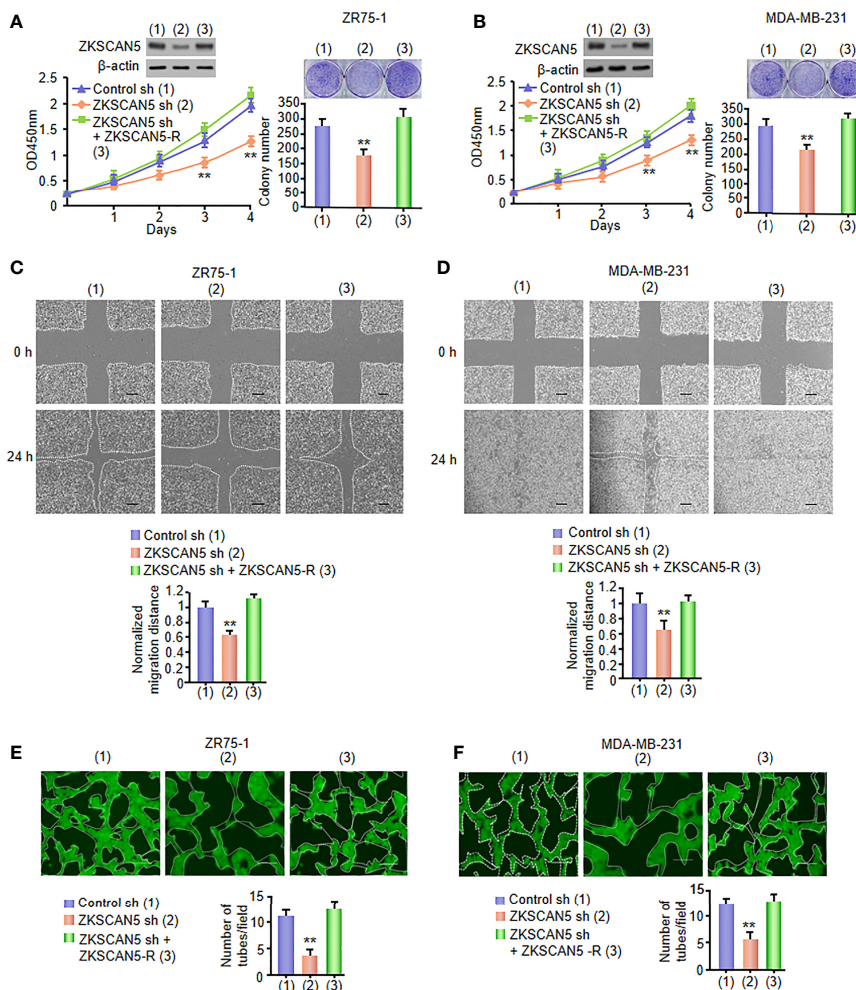 A
ZR75-1
(1) (2) (3)
ZKSCAN5
β-actin
(1) (2) (3)
Control sh (1)
ZKSCAN5 sh (2)
ZKSCAN5 sh
+ ZKSCAN5-R
(3)
OD450nm
2.5
2
1.5
1
0.5
0
1 2 3 4
Days
**
**
Colony number
350
300
250
200
150
100
50
0
**
(1) (2) (3)
B
MDA-MB-231
(1) (2) (3)
ZKSCAN5
β-actin
(1) (2) (3)
Control sh (1)
ZKSCAN5 sh (2)
ZKSCAN5 sh
+ ZKSCAN5-R
(3)
OD450nm
2.5
2
1.5
1
0.5
0
1 2 3 4
Days
**
**
Colony number
400
350
300
250
200
150
100
50
0
**
(1) (2) (3)
C
ZR75-1
(1) (2) (3)
0 h
24 h
Control sh (1)
ZKSCAN5 sh (2)
ZKSCAN5 sh + ZKSCAN5-R (3)
Normalized
migration distance
1.2
1
0.8
0.6
0.4
0.2
0
**
(1) (2) (3)
D
MDA-MB-231
(1) (2) (3)
0 h
24 h
Control sh (1)
ZKSCAN5 sh (2)
ZKSCAN5 sh + ZKSCAN5-R (3)
Normalized
migration distance
1.2
1
0.8
0.6
0.4
0.2
0
**
(1) (2) (3)
E
ZR75-1
(1) (2) (3)
Control sh (1)
ZKSCAN5 sh (2)
ZKSCAN5 sh +
ZKSCAN5-R (3)
Number of
tubes/field
15
10
5
0
**
(1) (2) (3)
F
MDA-MB-231
(1) (2) (3)
Control sh (1)
ZKSCAN5 sh (2)
ZKSCAN5 sh
+ ZKSCAN5 -R (3)
Number of
tubes/field
15
10
5
0
**
(1) (2) (3)